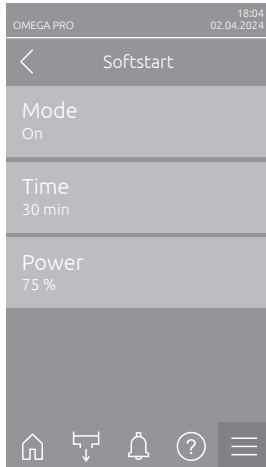 18:04
OMEGA PRO 02.04.2024
Softstart
Mode
On
Time
30 min
Power
75 %
?